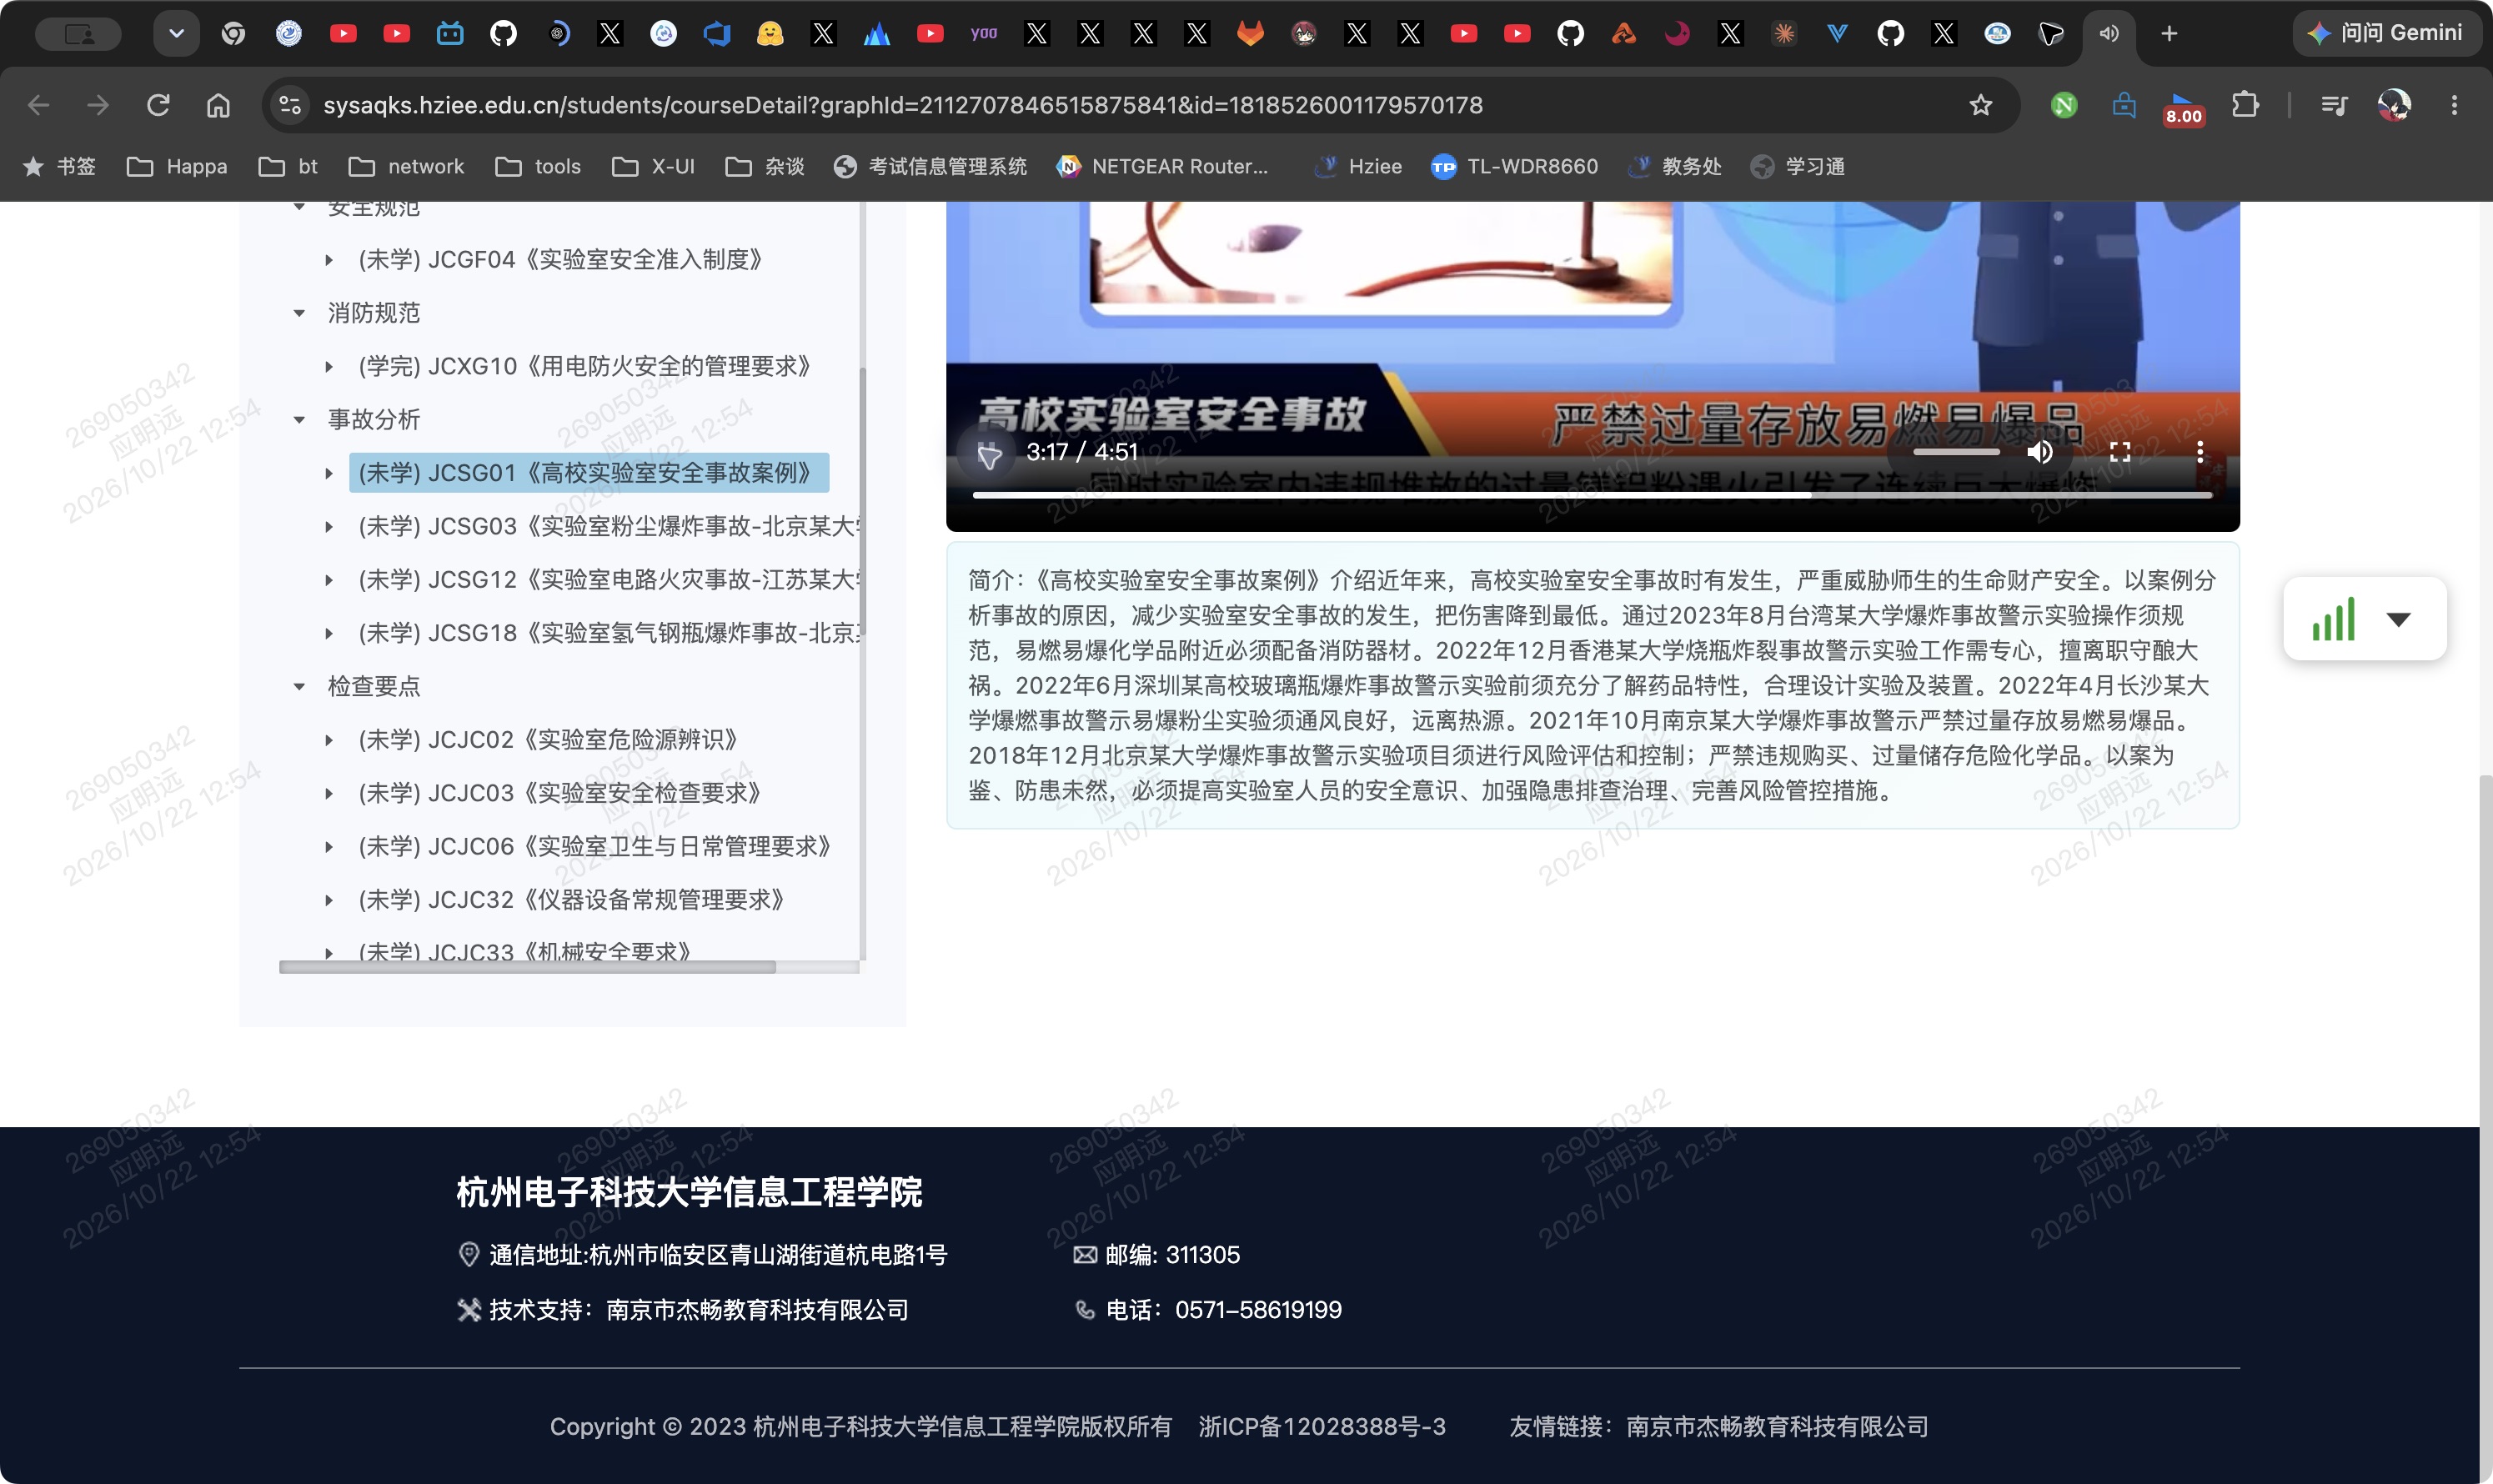 yoo
问问 Gemini
sysaqks.hziee.edu.cn/students/courseDetail?graphId=2112707846515875841&id=1818526001179570178
8.00
书签
Happa
bt
network
tools
X-UI
杂谈
考试信息管理系统
NETGEAR Router...
Hziee
TP
TL-WDR8660
教务处
学习通
安全规范
(未学) JCGF04《实验室安全准入制度》
消防规范
(学完) JCXG10《用电防火安全的管理要求》
事故分析
(未学) JCSG01《高校实验室安全事故案例》
(未学) JCSG03《实验室粉尘爆炸事故-北京某大学
(未学) JCSG12《实验室电路火灾事故-江苏某大学
(未学) JCSG18《实验室氢气钢瓶爆炸事故-北京某
检查要点
(未学) JCJC02《实验室危险源辨识》
(未学) JCJC03《实验室安全检查要求》
(未学) JCJC06《实验室卫生与日常管理要求》
(未学) JCJC32《仪器设备常规管理要求》
(未学) JCJC33《机械安全要求》
高校实验室安全事故
严禁过量存放易燃易爆品
3:17 / 4:51
同时实验室内违规堆放的过量镁铝粉遇火引发了连续巨大爆炸
简介：《高校实验室安全事故案例》介绍近年来，高校实验室安全事故时有发生，严重威胁师生的生命财产安全。以案例分
析事故的原因，减少实验室安全事故的发生，把伤害降到最低。通过2023年8月台湾某大学爆炸事故警示实验操作须规
范，易燃易爆化学品附近必须配备消防器材。2022年12月香港某大学烧瓶炸裂事故警示实验工作需专心，擅离职守酿大
祸。2022年6月深圳某高校玻璃瓶爆炸事故警示实验前须充分了解药品特性，合理设计实验及装置。2022年4月长沙某大
学爆燃事故警示易爆粉尘实验须通风良好，远离热源。2021年10月南京某大学爆炸事故警示严禁过量存放易燃易爆品。
2018年12月北京某大学爆炸事故警示实验项目须进行风险评估和控制；严禁违规购买、过量储存危险化学品。以案为
鉴、防患未然，必须提高实验室人员的安全意识、加强隐患排查治理、完善风险管控措施。
269050342
应明远
2026/10/22 12:54
杭州电子科技大学信息工程学院
通信地址:杭州市临安区青山湖街道杭电路1号
邮编: 311305
技术支持：南京市杰畅教育科技有限公司
电话：0571-58619199
Copyright © 2023 杭州电子科技大学信息工程学院版权所有
浙ICP备12028388号-3
友情链接：南京市杰畅教育科技有限公司